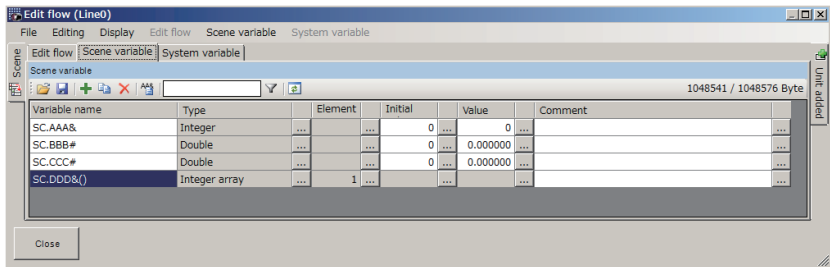 Edit flow (Line0)
File Editing Display Edit flow Scene variable System variable
Scene
Edit flow Scene variable System variable
Scene variable
1048541 / 1048576 Byte
Variable name Type ... Element ... Initial ... Value ... Comment ...
SC.AAA& Integer ... ... 0 ... 0 ... ...
SC.BBB# Double ... ... 0 ... 0.000000 ... ...
SC.CCC# Double ... ... 0 ... 0.000000 ... ...
SC.DDD&() Integer array ... 1 ... ... ... ...
Unit added
Close